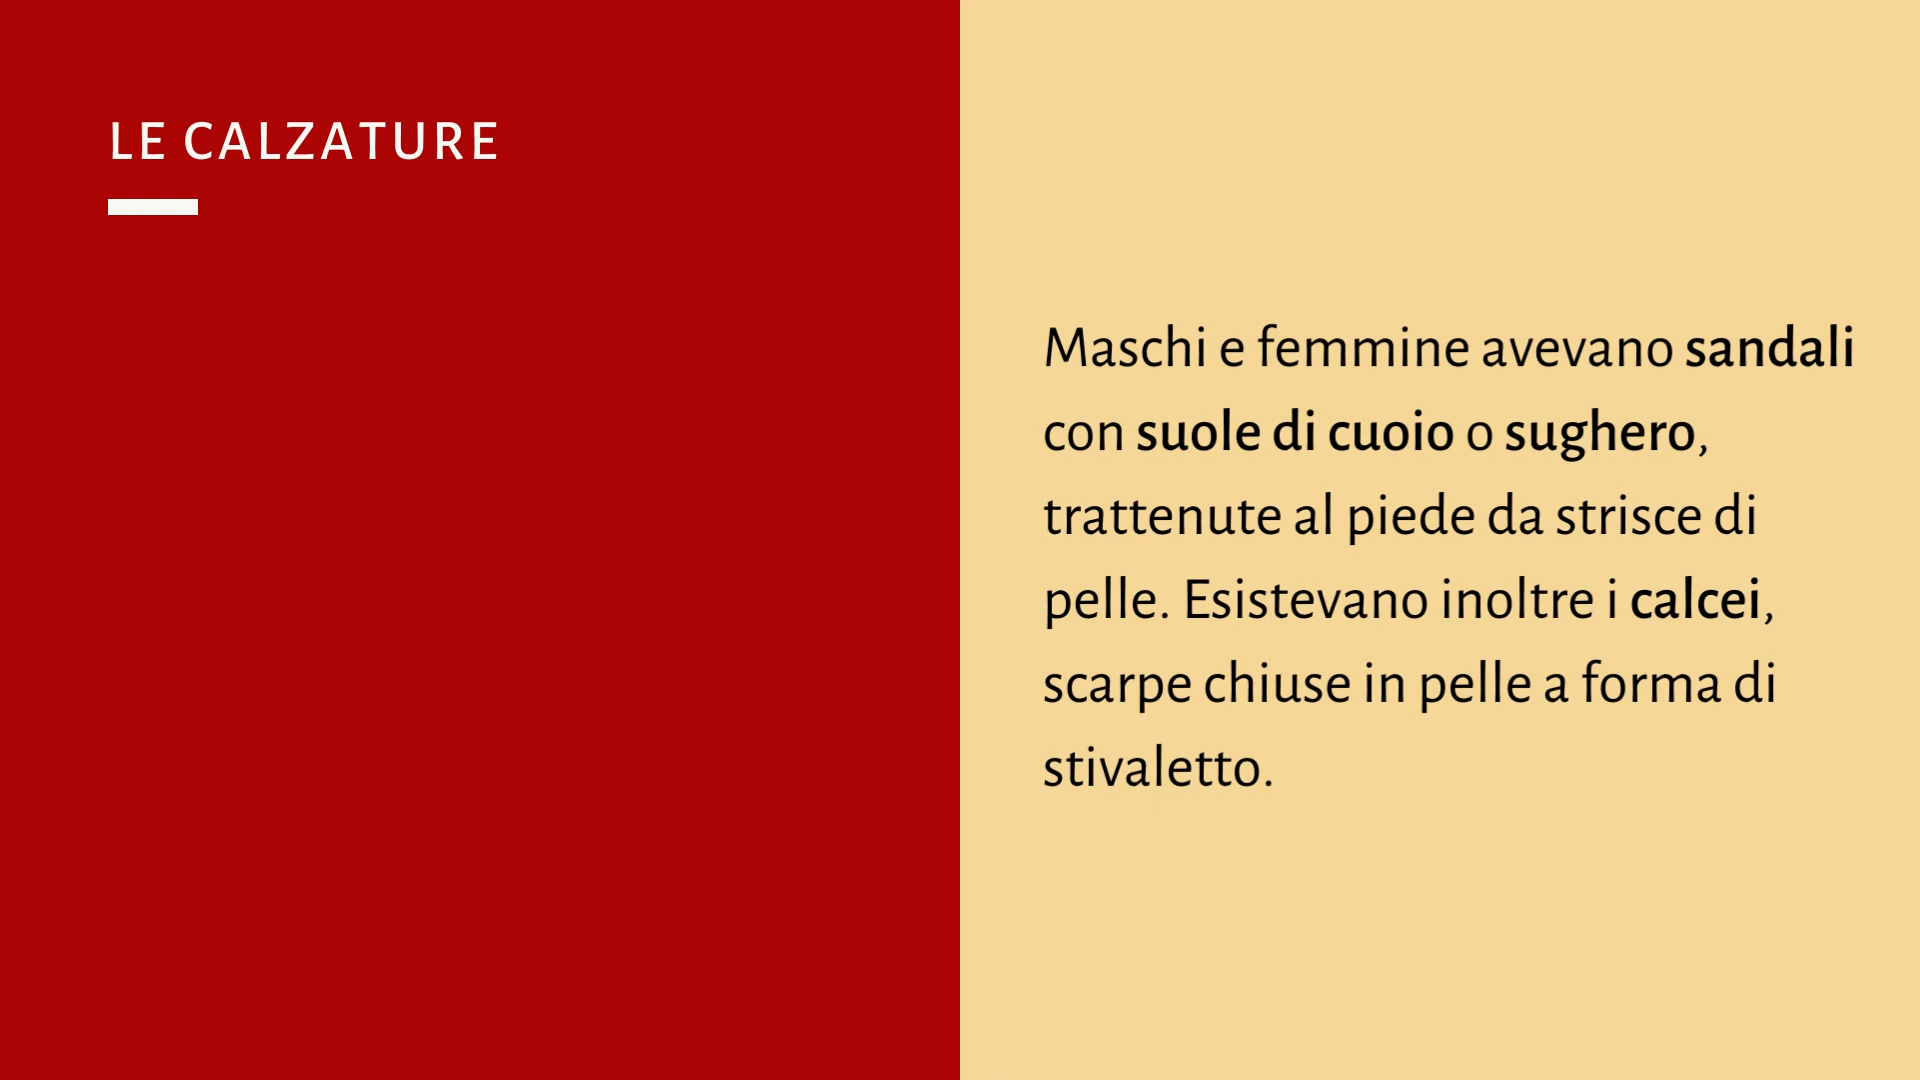 LE CALZATURE
Maschi e femmine avevano sandali
con suole di cuoio o sughero,
trattenute al piede da strisce di
pelle. Esistevano inoltre i calcei,
scarpe chiuse in pelle a forma di
stivaletto.